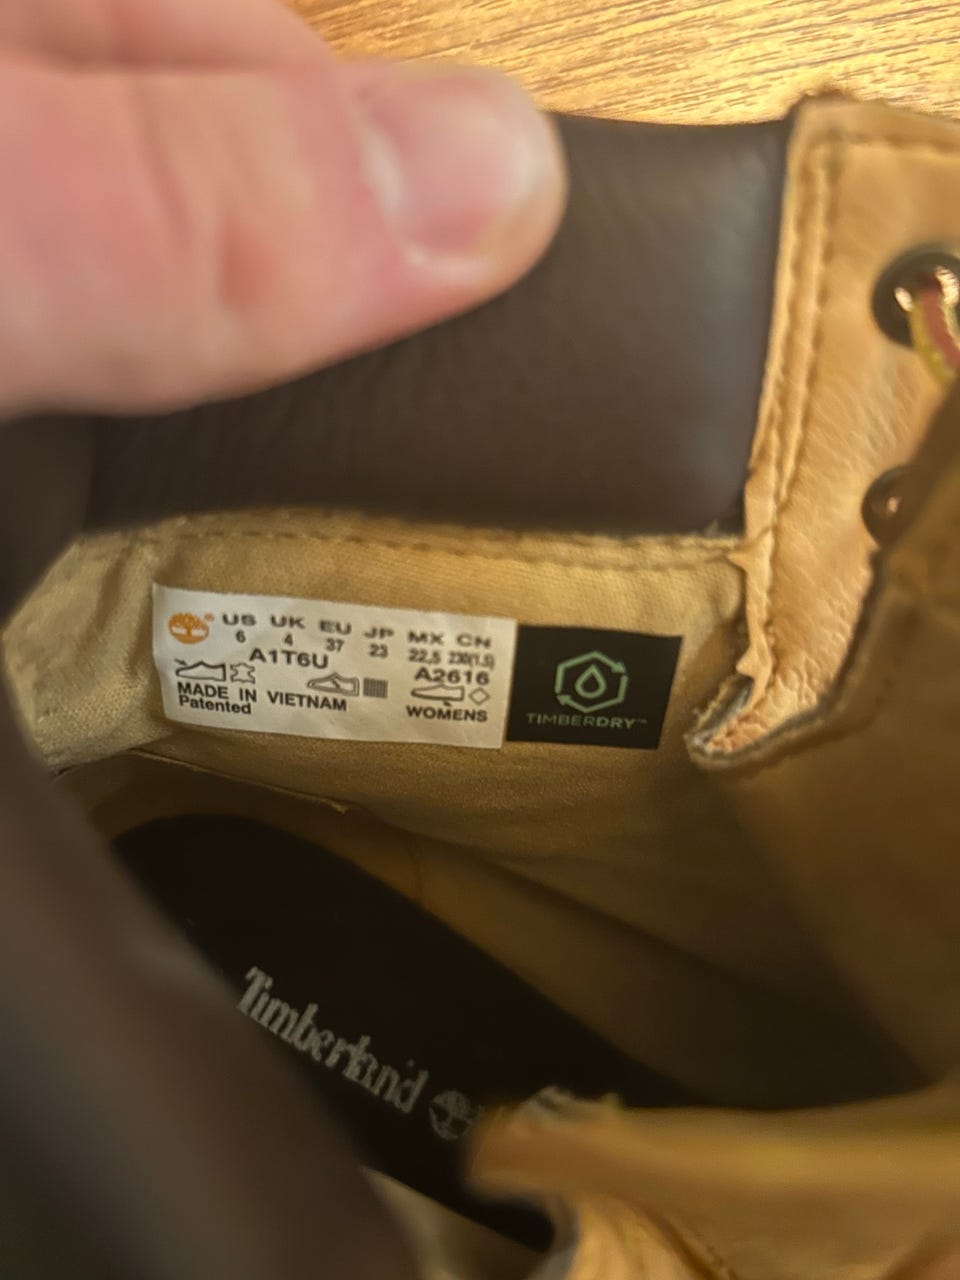 US UK EU JP MX CN
6 4 37 23 22,5 230(1.5)
A1T6U A2616
MADE IN VIETNAM
Patented WOMENS
TIMBERDRY™
Timberland